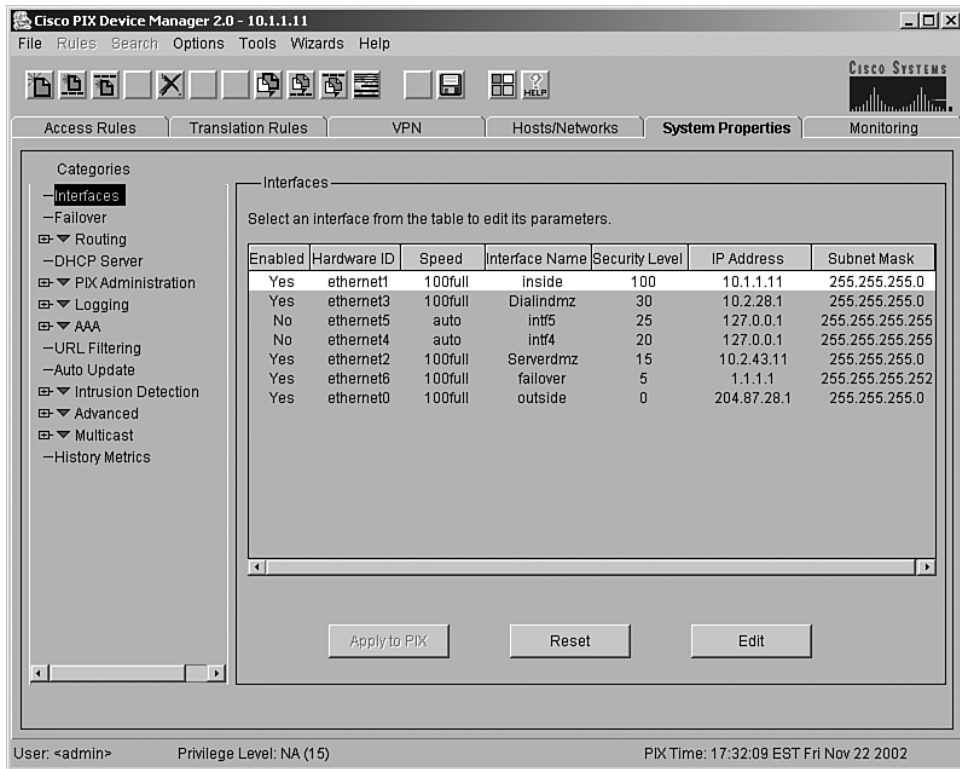 Cisco PIX Device Manager 2.0 - 10.1.1.11
File Rules Search Options Tools Wizards Help
HELP
CISCO SYSTEMS
Access Rules Translation Rules VPN Hosts/Networks System Properties Monitoring
Categories
Interfaces
Failover
Routing
DHCP Server
PIX Administration
Logging
AAA
URL Filtering
Auto Update
Intrusion Detection
Advanced
Multicast
History Metrics
Interfaces
Select an interface from the table to edit its parameters.
Enabled Hardware ID Speed Interface Name Security Level IP Address Subnet Mask
Yes ethernet1 100full inside 100 10.1.1.11 255.255.255.0
Yes ethernet3 100full Dialindmz 30 10.2.28.1 255.255.255.0
No ethernet5 auto intf5 25 127.0.0.1 255.255.255.255
No ethernet4 auto intf4 20 127.0.0.1 255.255.255.255
Yes ethernet2 100full Serverdmz 15 10.2.43.11 255.255.255.0
Yes ethernet6 100full failover 5 1.1.1.1 255.255.255.252
Yes ethernet0 100full outside 0 204.87.28.1 255.255.255.0
Apply to PIX Reset Edit
User: <admin> Privilege Level: NA (15) PIX Time: 17:32:09 EST Fri Nov 22 2002